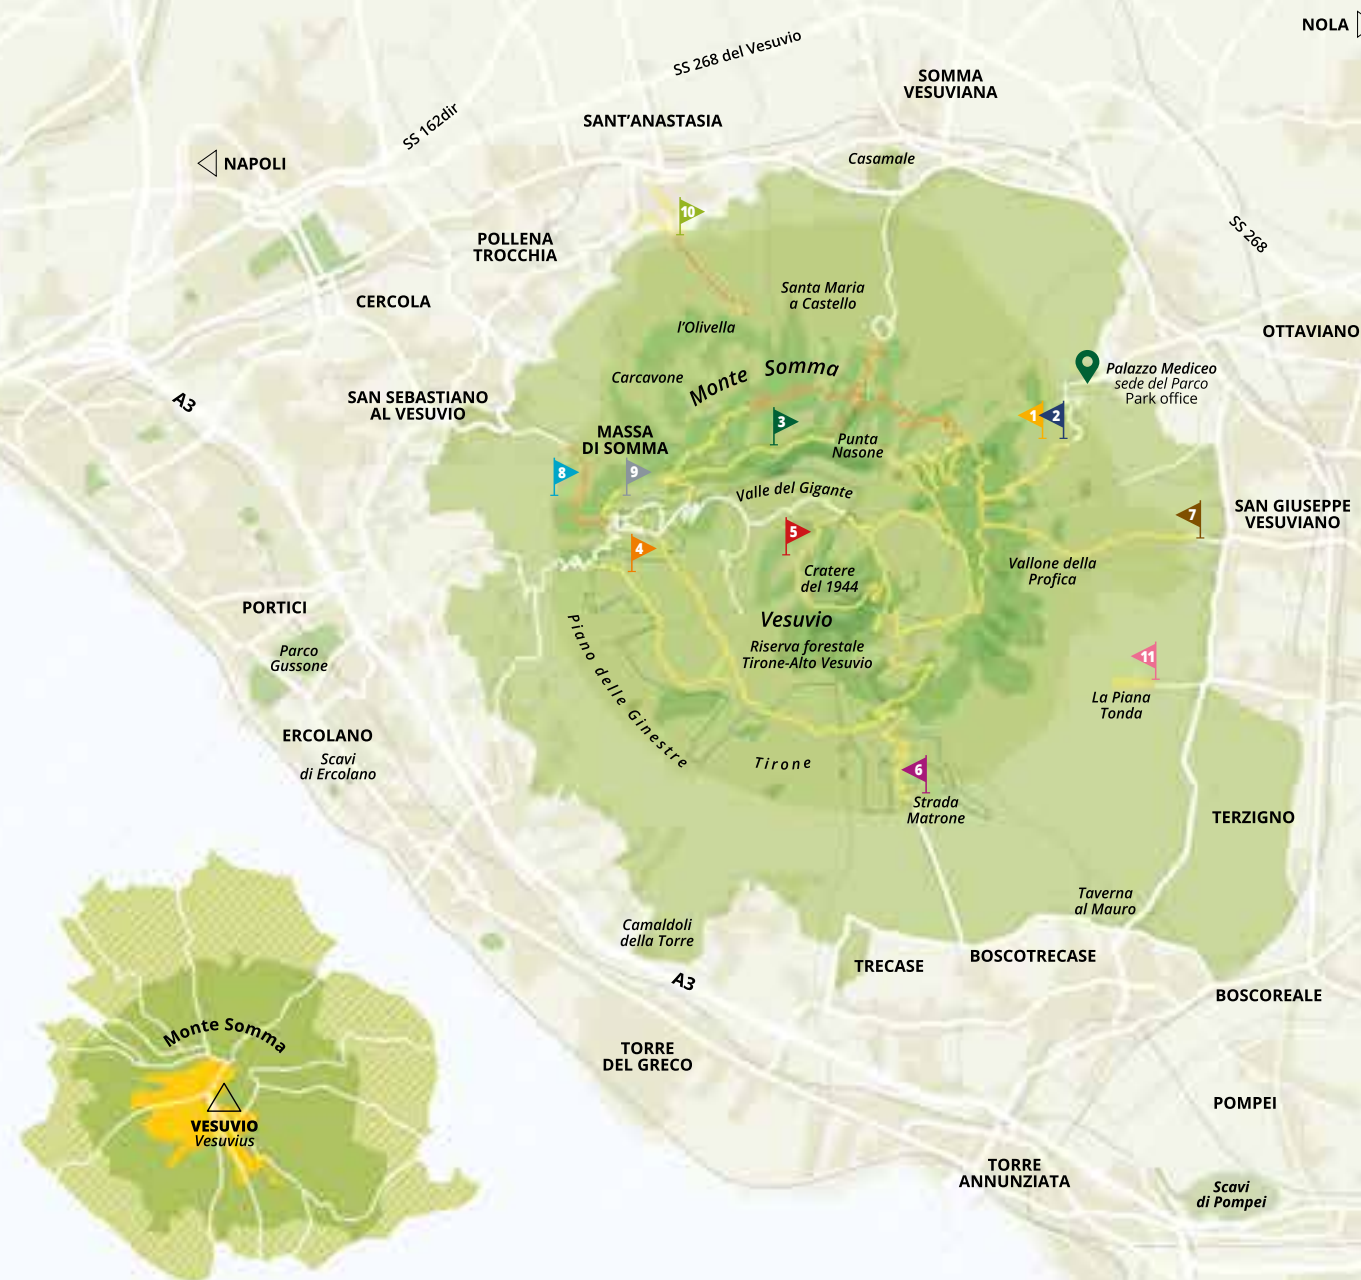 NOLA
SS 268 del Vesuvio
SOMMA
VESUVIANA
SS 162dir
SANT'ANASTASIA
NAPOLI
Casamale
10
POLLENA
TROCCHIA
SS 268
CERCOLA
Santa Maria
a Castello
l'Olivella
OTTAVIANO
Monte Somma
Carcavone
Palazzo Mediceo
sede del Parco
Park office
A3
SAN SEBASTIANO
AL VESUVIO
1
2
3
MASSA
DI SOMMA
Punta
Nasone
8
9
Valle del Gigante
SAN GIUSEPPE
VESUVIANO
7
5
4
Cratere
del 1944
Vallone della
Profica
PORTICI
Vesuvio
Piano delle Ginestre
Parco
Gussone
Riserva forestale
Tirone-Alto Vesuvio
11
La Piana
Tonda
ERCOLANO
Scavi
di Ercolano
Tirone
6
Strada
Matrone
TERZIGNO
Taverna
al Mauro
Camaldoli
della Torre
TRECASE
BOSCOTRECASE
A3
BOSCOREALE
Monte Somma
TORRE
DEL GRECO
VESUVIO
Vesuvius
POMPEI
TORRE
ANNUNZIATA
Scavi
di Pompei